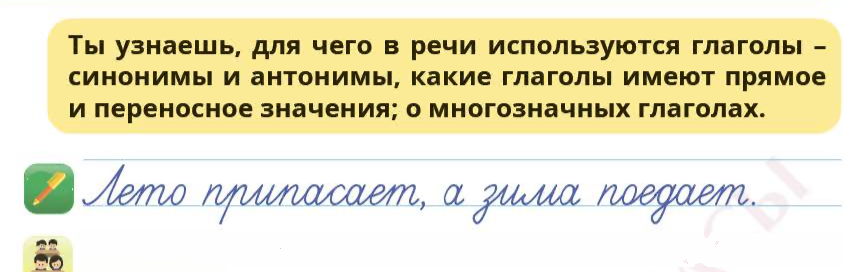 Ты узнаешь, для чего в речи используются глаголы –
синонимы и антонимы, какие глаголы имеют прямое
и переносное значения; о многозначных глаголах.
Лето припасает, а зима поедает.